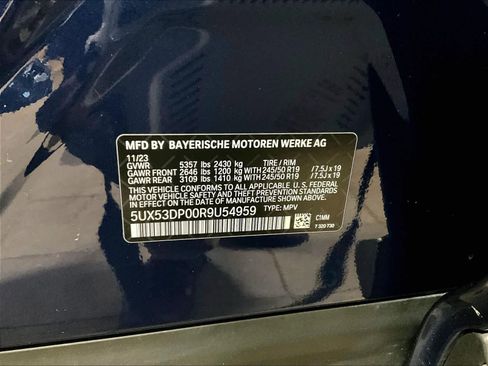 MFD BY BAYERISCHE MOTOREN WERKE AG
11/23
GVWR 5357 lbs 2430 kg TIRE / RIM
GAWR FRONT 2646 lbs 1200 kg WITH 245/50 R19 / 7.5J x 19
GAWR REAR 3109 lbs 1410 kg WITH 245/50 R19 / 7.5J x 19
THIS VEHICLE CONFORMS TO ALL APPLICABLE U.S. FEDERAL
MOTOR VEHICLE SAFETY STANDARDS
IN EFFECT ON THE DATE OF MANUFACTURE SHOWN ABOVE.
5UX53DP00R9U54959 TYPE: MPV
C1MM
7 320 730